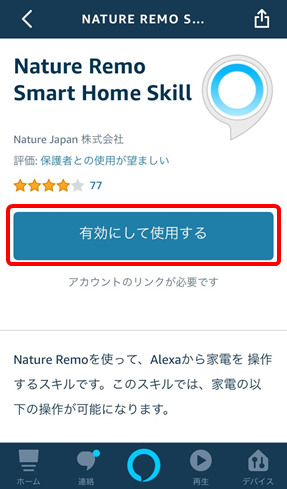 NATURE REMO S...
Nature Remo
Smart Home Skill
Nature Japan 株式会社
評価: 保護者との使用が望ましい
77
有効にして使用する
アカウントのリンクが必要です
Nature Remoを使って、Alexaから家電を 操作
するスキルです。このスキルでは、家電の以
下の操作が可能になります。
ホーム 連絡 再生 デバイス